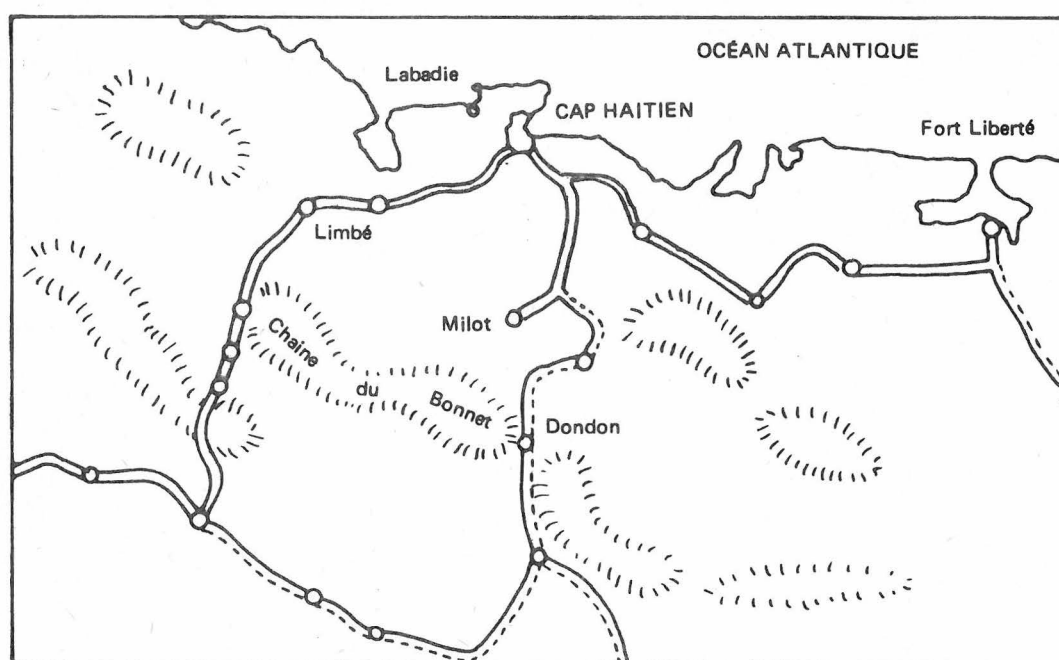 OCÉAN ATLANTIQUE
Labadie
CAP HAITIEN
Fort Liberté
Limbé
Milot
Chaine
du
Bonnet
Dondon